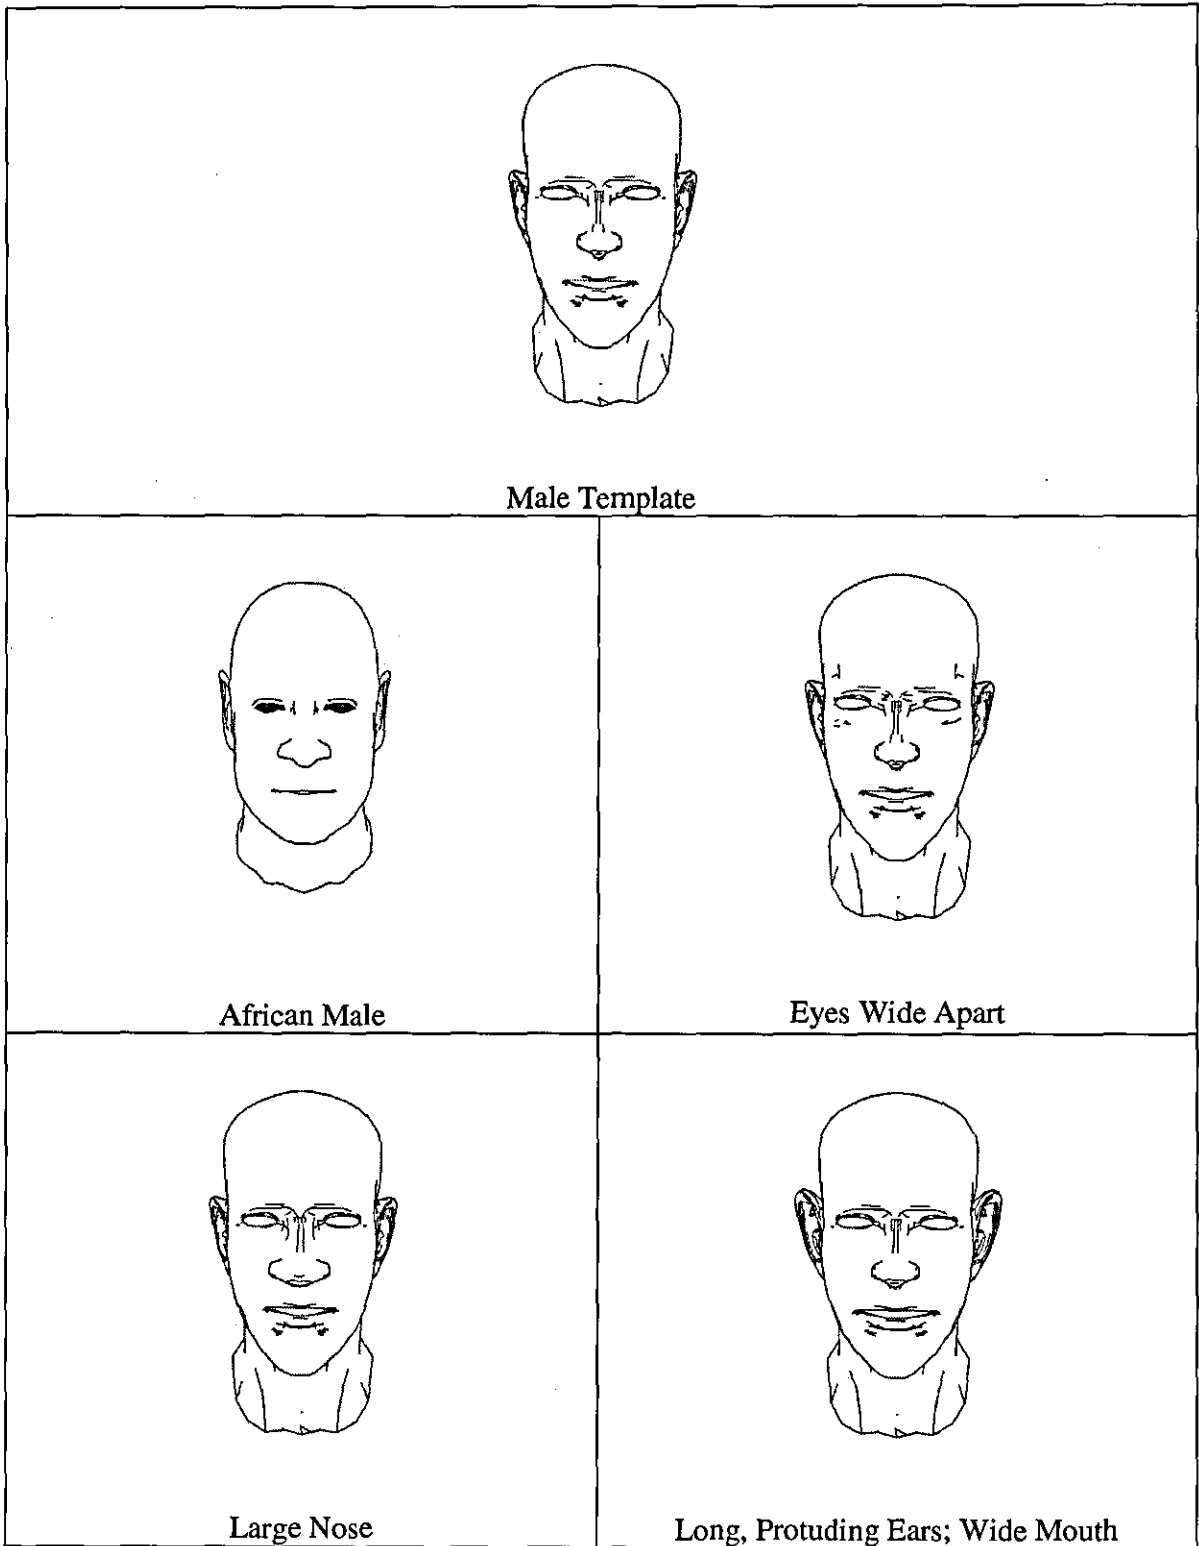 Male Template
African Male
Eyes Wide Apart
Large Nose
Long, Protuding Ears; Wide Mouth